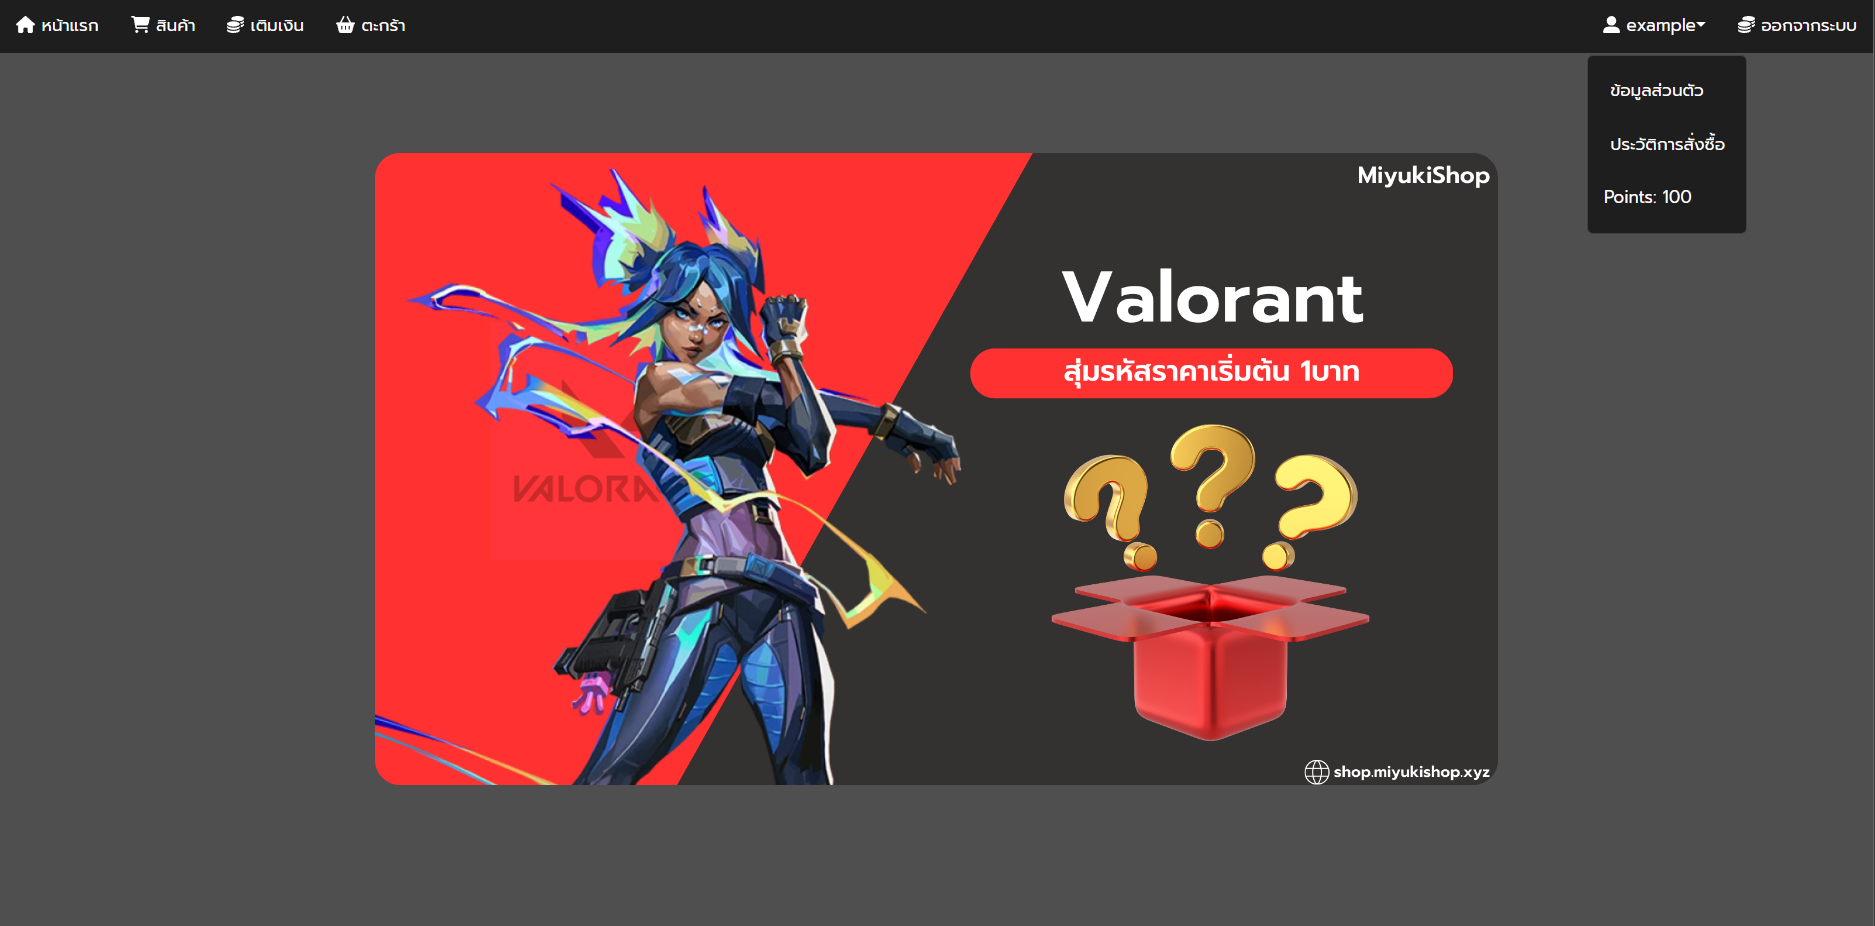 หน้าแรก สินค้า เติมเงิน ตะกร้า example ออกจากระบบ
ข้อมูลส่วนตัว
ประวัติการสั่งซื้อ
Points: 100
MiyukiShop
Valorant
สุ่มรหัสราคาเริ่มต้น 1บาท
VALORA
shop.miyukishop.xyz